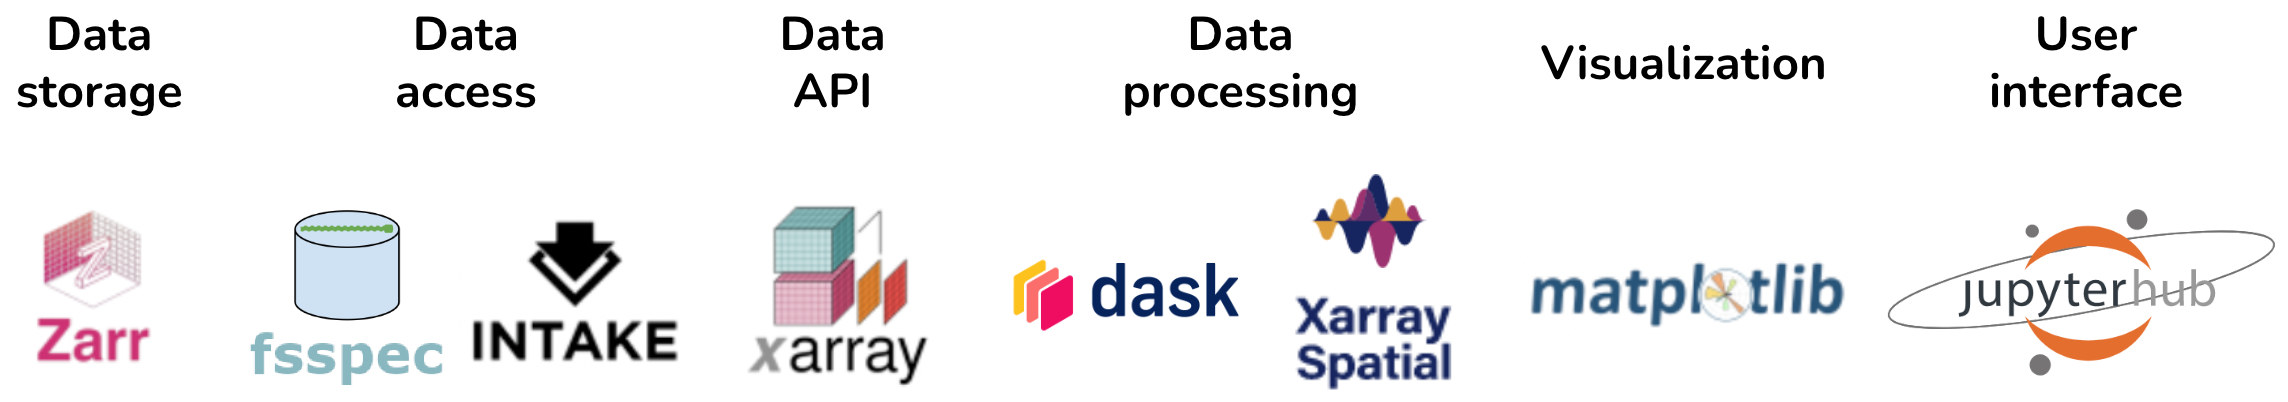 Data
storage
Data
access
Data
API
Data
processing
Visualization
User
interface
Z
Zarr
fsspec
INTAKE
xarray
dask
Xarray
Spatial
matplotlib
jupyterhub